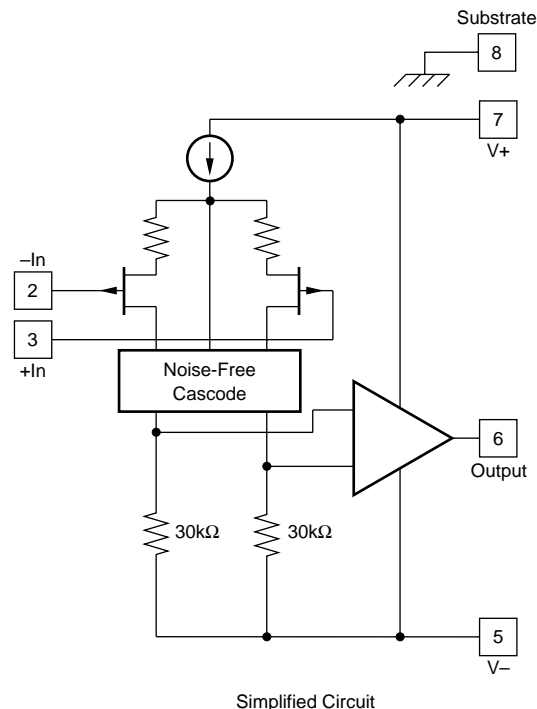 Substrate
8
7
V+
–In
2
3
+In
Noise-Free
Cascode
6
Output
30kΩ
30kΩ
5
V–
Simplified Circuit